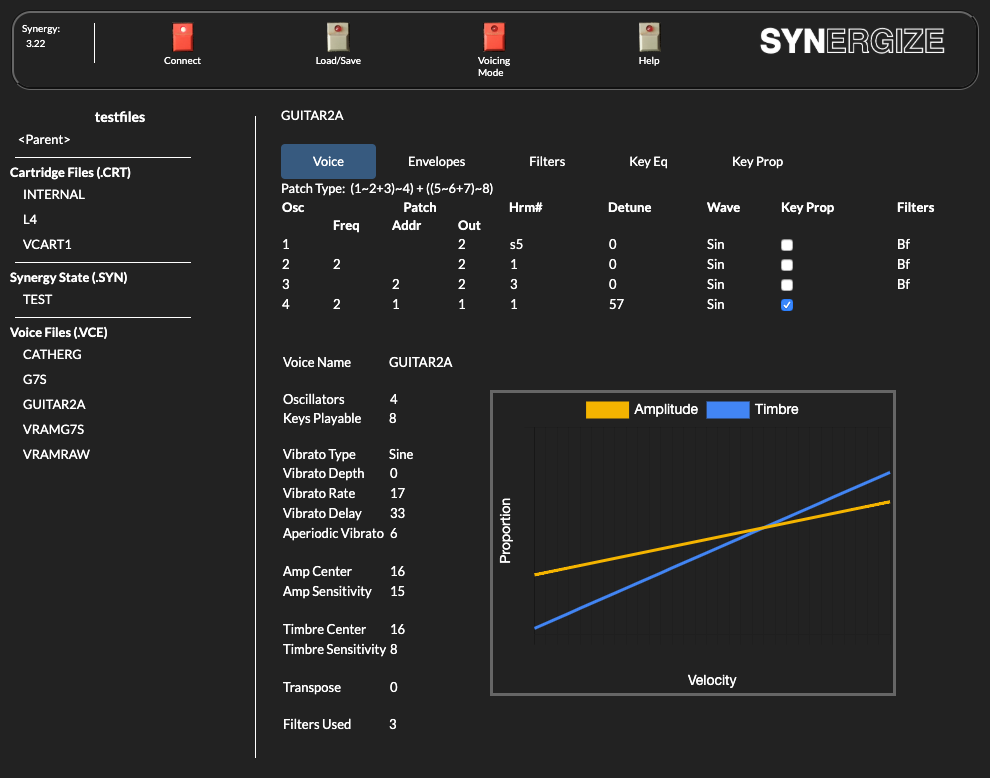 Synergy:
3.22
Connect
Load/Save
Voicing
Mode
Help
SYNERGIZE
testfiles
<Parent>
Cartridge Files (.CRT)
INTERNAL
L4
VCART1
Synergy State (.SYN)
TEST
Voice Files (.VCE)
CATHERG
G7S
GUITAR2A
VRAMG7S
VRAMRAW
GUITAR2A
Voice Envelopes Filters Key Eq Key Prop
Patch Type: (1~2+3)~4) + ((5~6+7)~8)
Osc Patch Hrm# Detune Wave Key Prop Filters
Freq Addr Out
1 2 s5 0 Sin Bf
2 2 2 1 0 Sin Bf
3 2 2 3 0 Sin Bf
4 2 1 1 1 57 Sin
Voice Name GUITAR2A
Oscillators 4
Keys Playable 8
Vibrato Type Sine
Vibrato Depth 0
Vibrato Rate 17
Vibrato Delay 33
Aperiodic Vibrato 6
Amp Center 16
Amp Sensitivity 15
Timbre Center 16
Timbre Sensitivity 8
Transpose 0
Filters Used 3
Amplitude Timbre
Proportion
Velocity